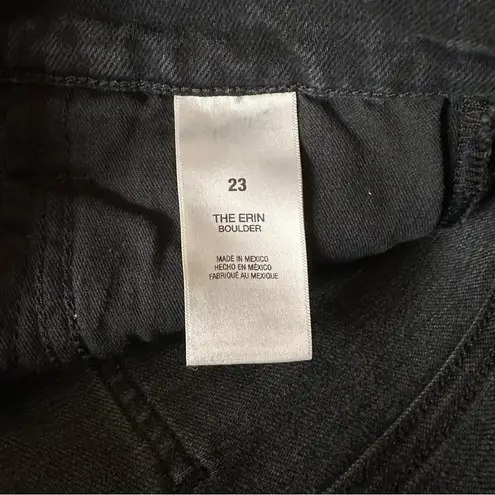 23
THE ERIN
BOULDER
MADE IN MEXICO
HECHO EN MÉXICO
FABRIQUÉ AU MEXIQUE